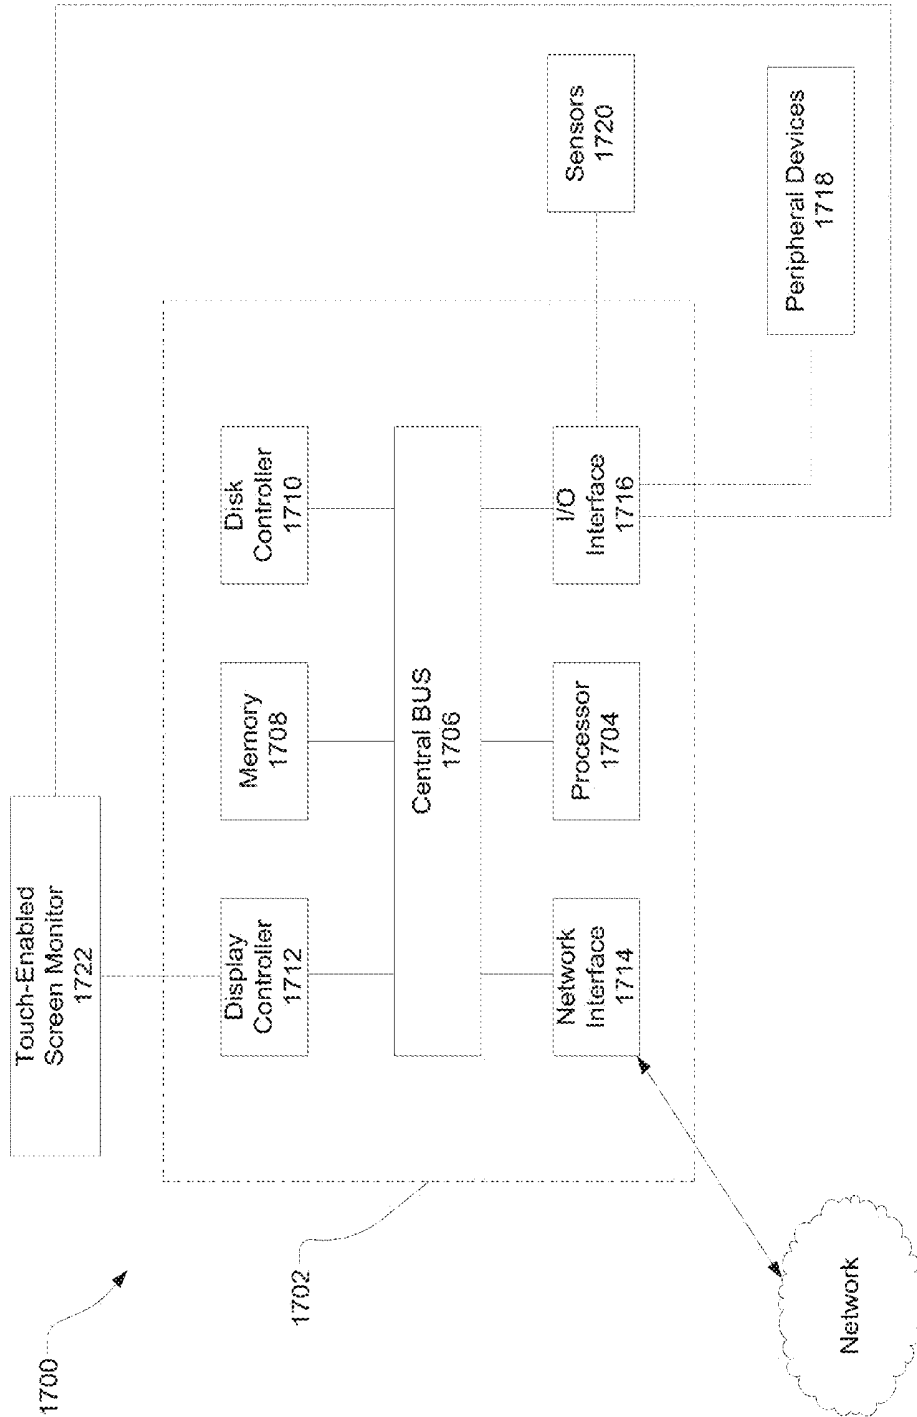 1700
Touch-Enabled
Screen Monitor
1722
1702
Display
Controller
1712
Memory
1708
Disk
Controller
1710
Central BUS
1706
Network
Interface
1714
Processor
1704
I/O
Interface
1716
Sensors
1720
Peripheral Devices
1718
Network